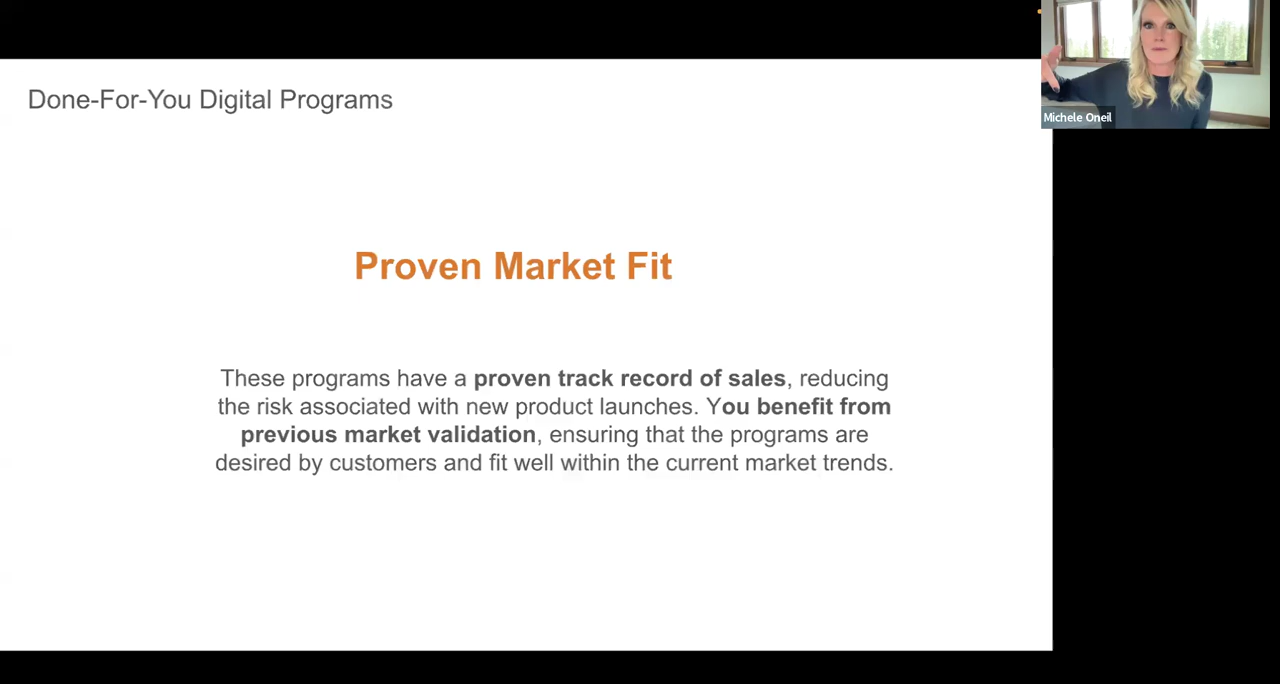 Done-For-You Digital Programs
Michele Oneil
Proven Market Fit
These programs have a proven track record of sales, reducing
the risk associated with new product launches. You benefit from
previous market validation, ensuring that the programs are
desired by customers and fit well within the current market trends.